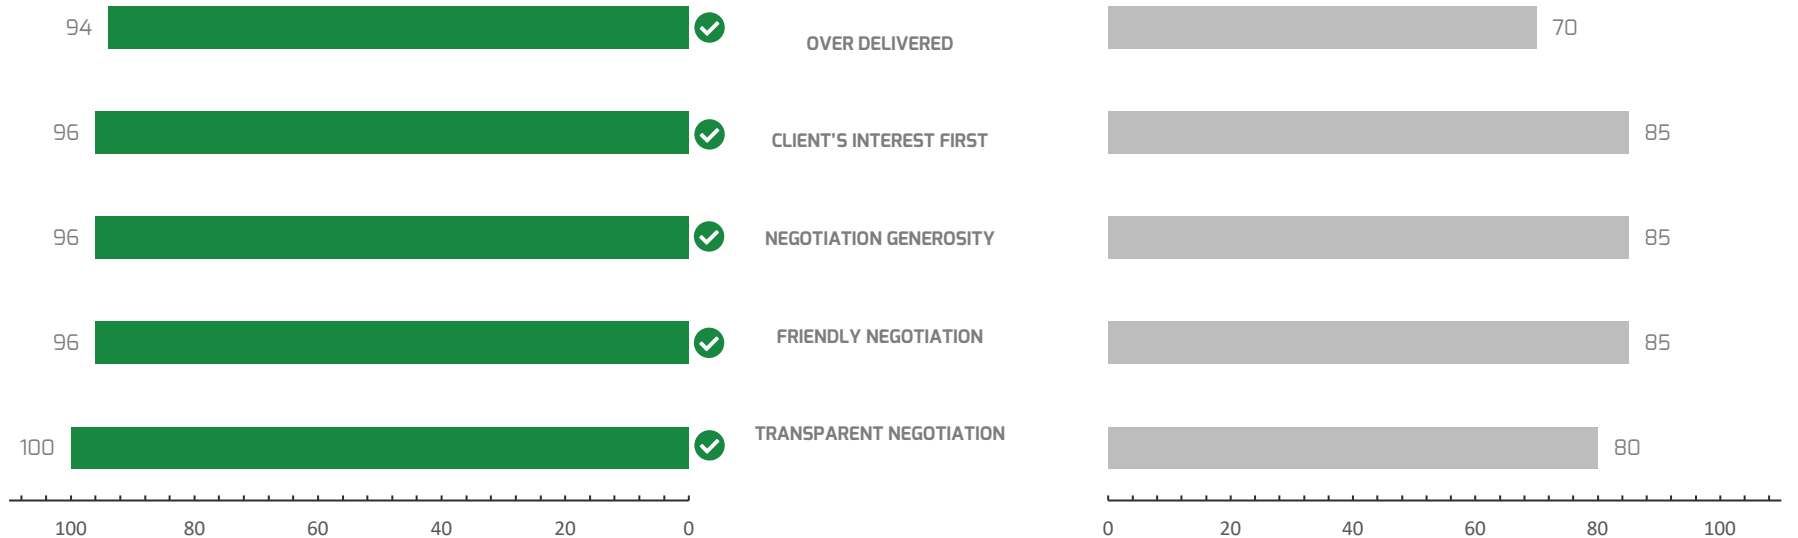 94
OVER DELIVERED
70
96
CLIENT'S INTEREST FIRST
85
96
NEGOTIATION GENEROSITY
85
96
FRIENDLY NEGOTIATION
85
100
TRANSPARENT NEGOTIATION
80
100 80 60 40 20 0
0 20 40 60 80 100